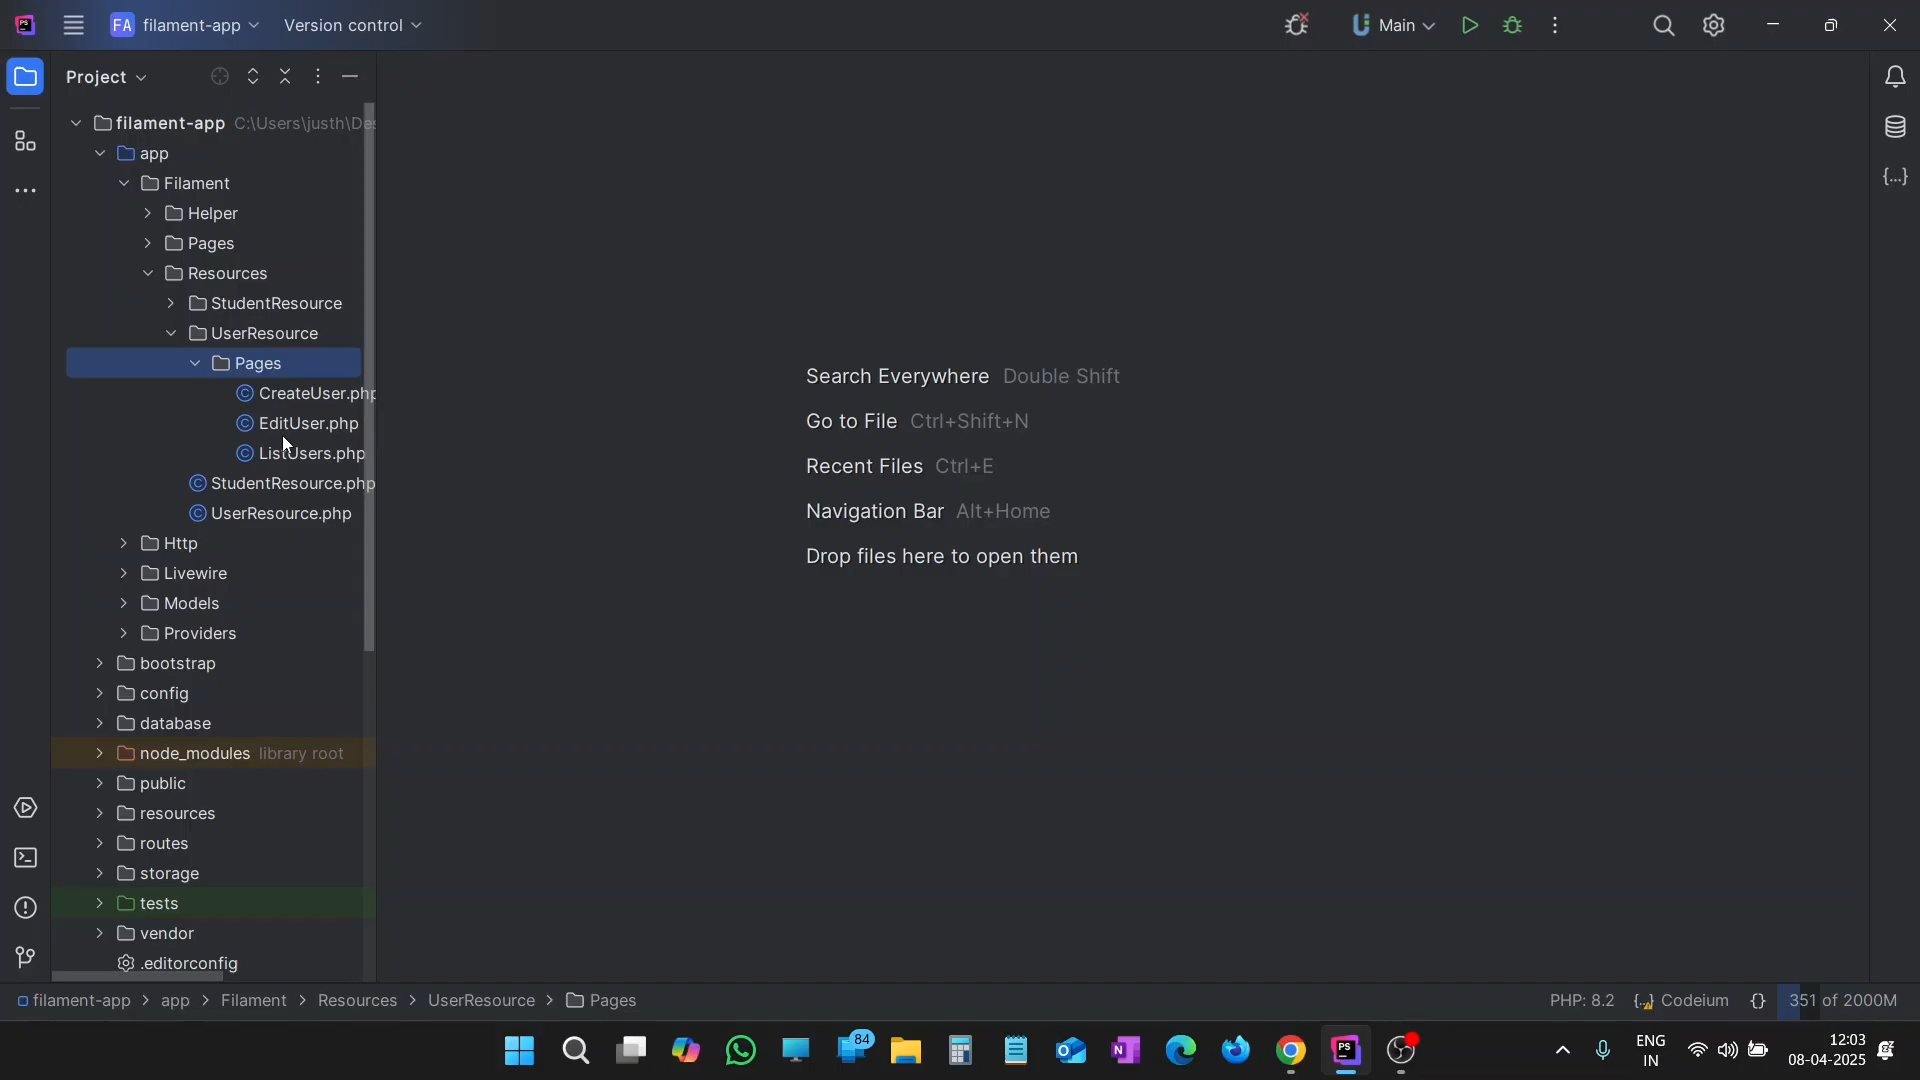 PS
FA filament-app
Version control
Main
Project
filament-app C:\Users\justh\De
app
Filament
Helper
Pages
Resources
StudentResource
UserResource
Pages
CreateUser.php
EditUser.php
ListUsers.php
StudentResource.php
UserResource.php
Http
Livewire
Models
Providers
bootstrap
config
database
node_modules library root
public
resources
routes
storage
tests
vendor
.editorconfig
Search Everywhere Double Shift
Go to File Ctrl+Shift+N
Recent Files Ctrl+E
Navigation Bar Alt+Home
Drop files here to open them
filament-app > app > Filament > Resources > UserResource > Pages
PHP: 8.2 {..} Codeium {} 351 of 2000M
84
PS
ENG
IN
12:03
08-04-2025